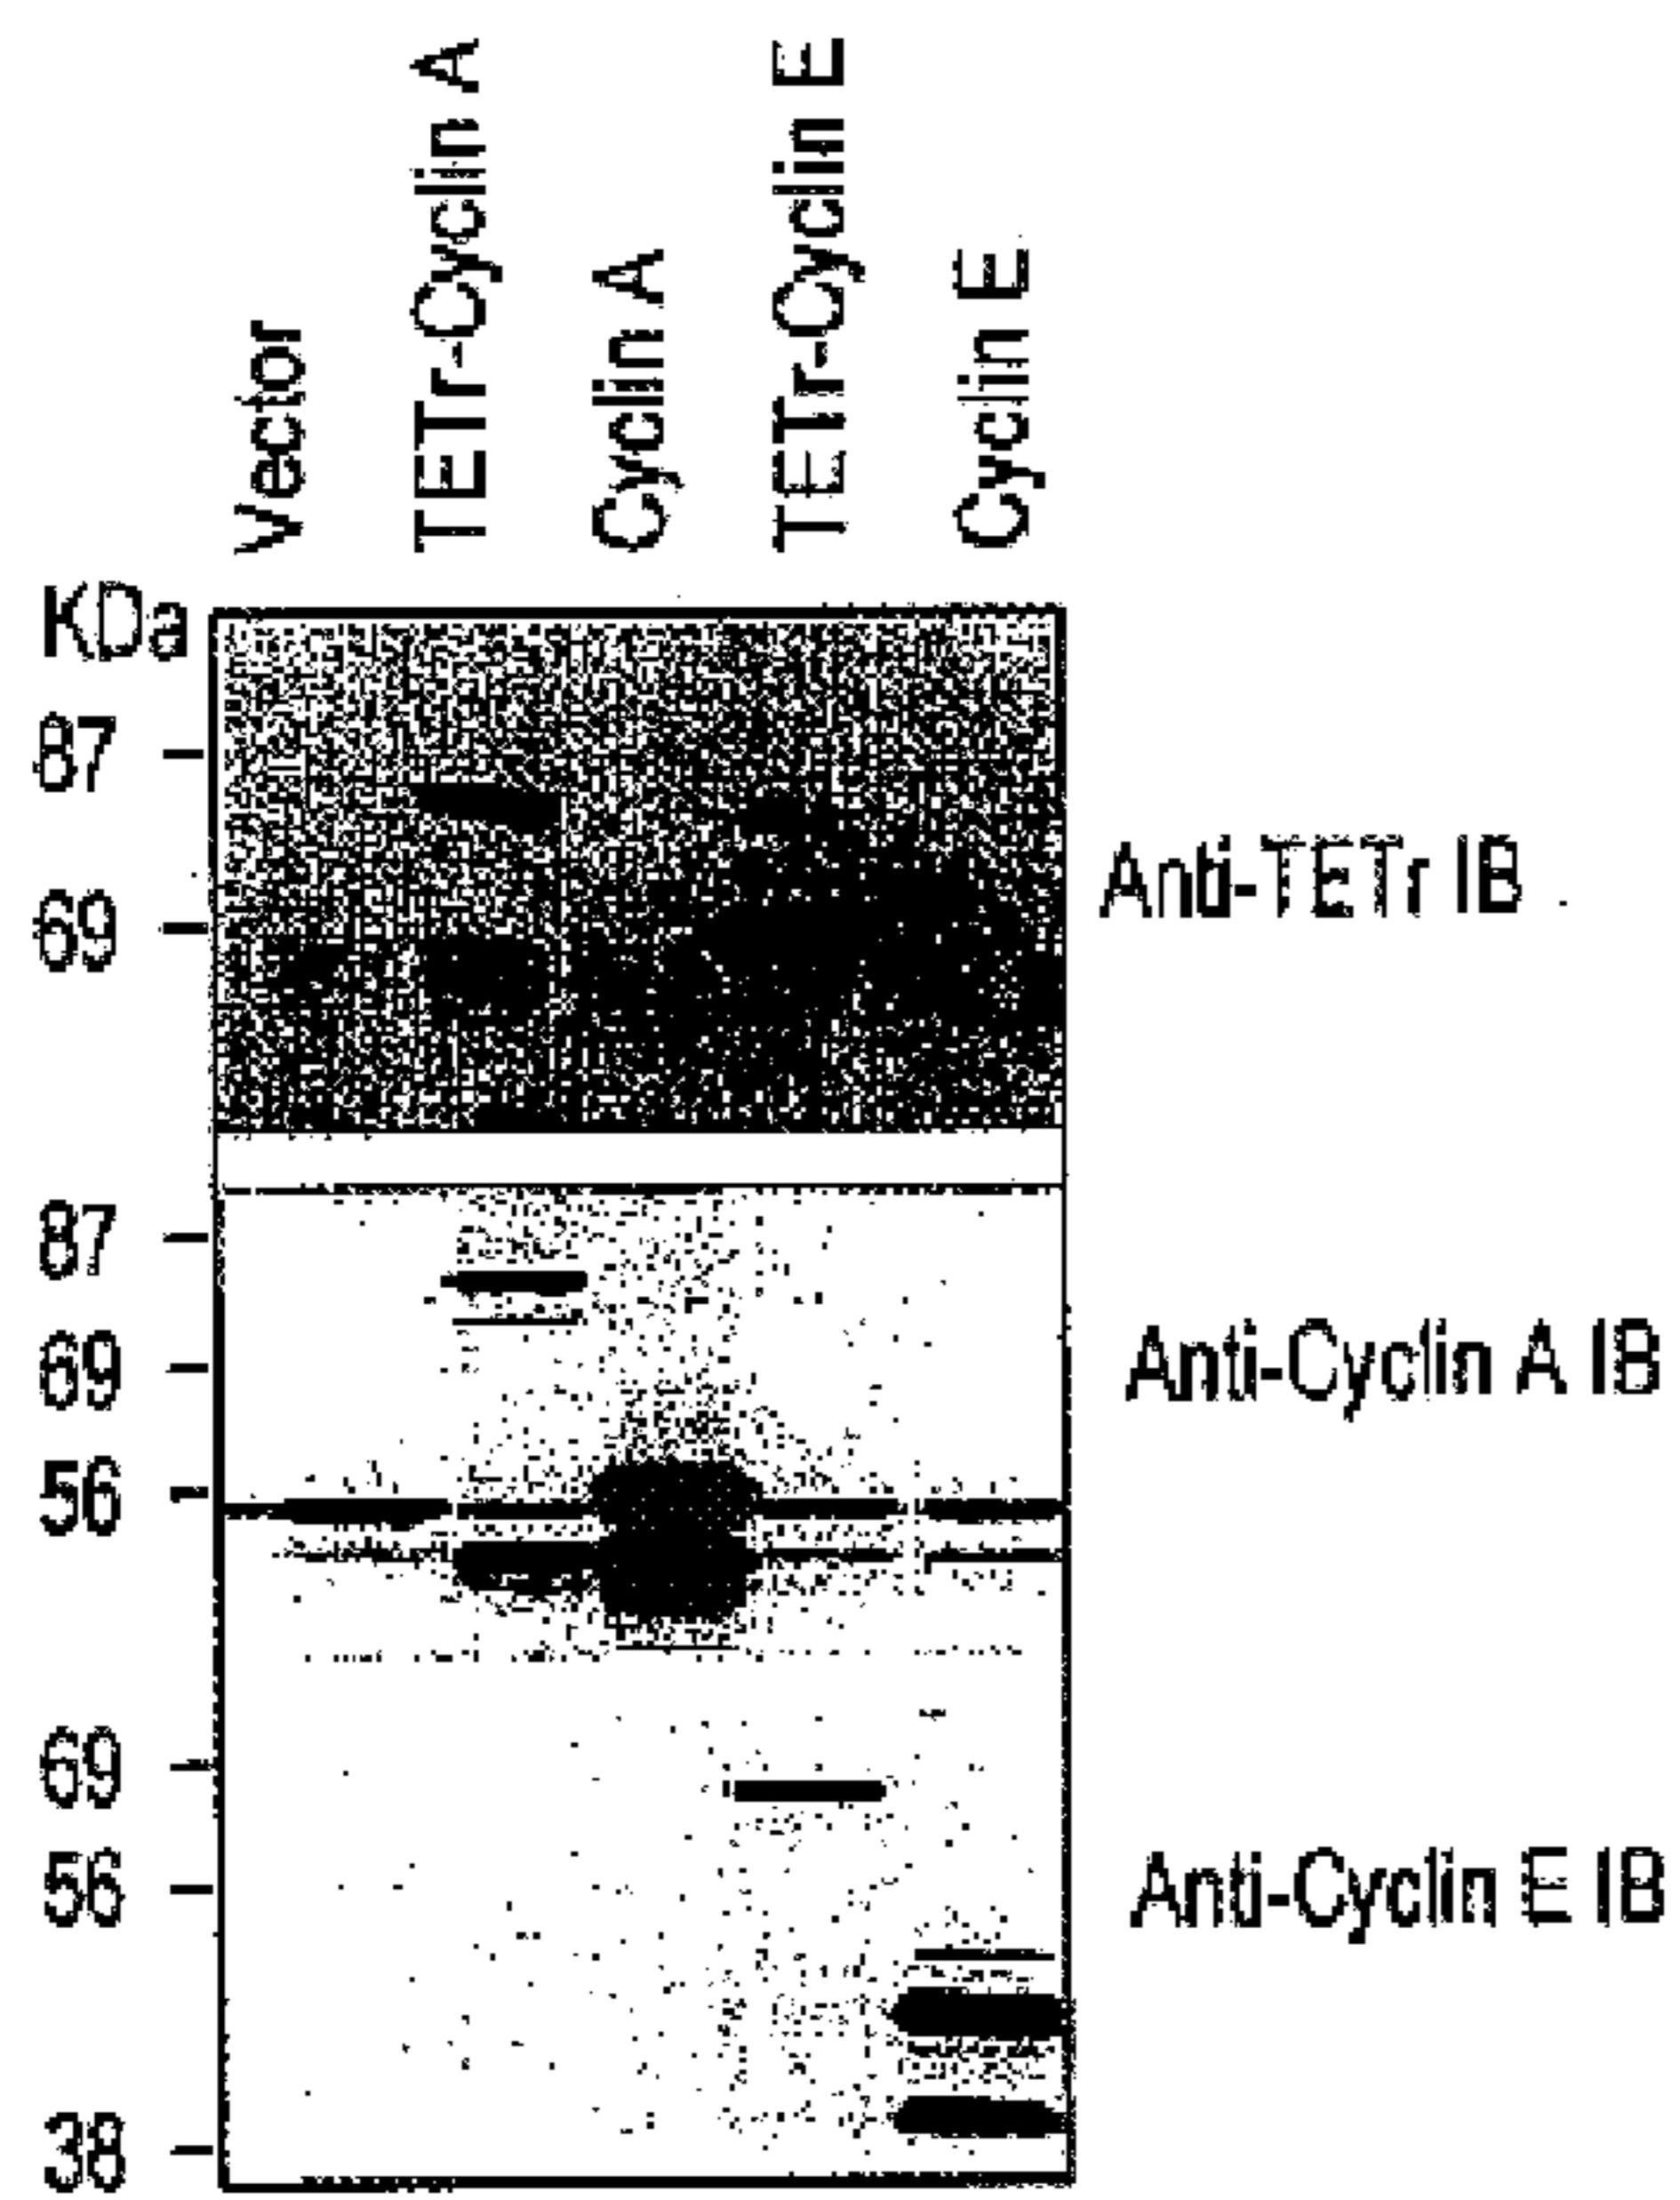 Vector
TETr-Cyclin A
Cyclin A
TETr-Cyclin E
Cyclin E
KDa
87
69
Anti-TETr IB
87
69
56
Anti-Cyclin A IB
69
56
38
Anti-Cyclin E IB